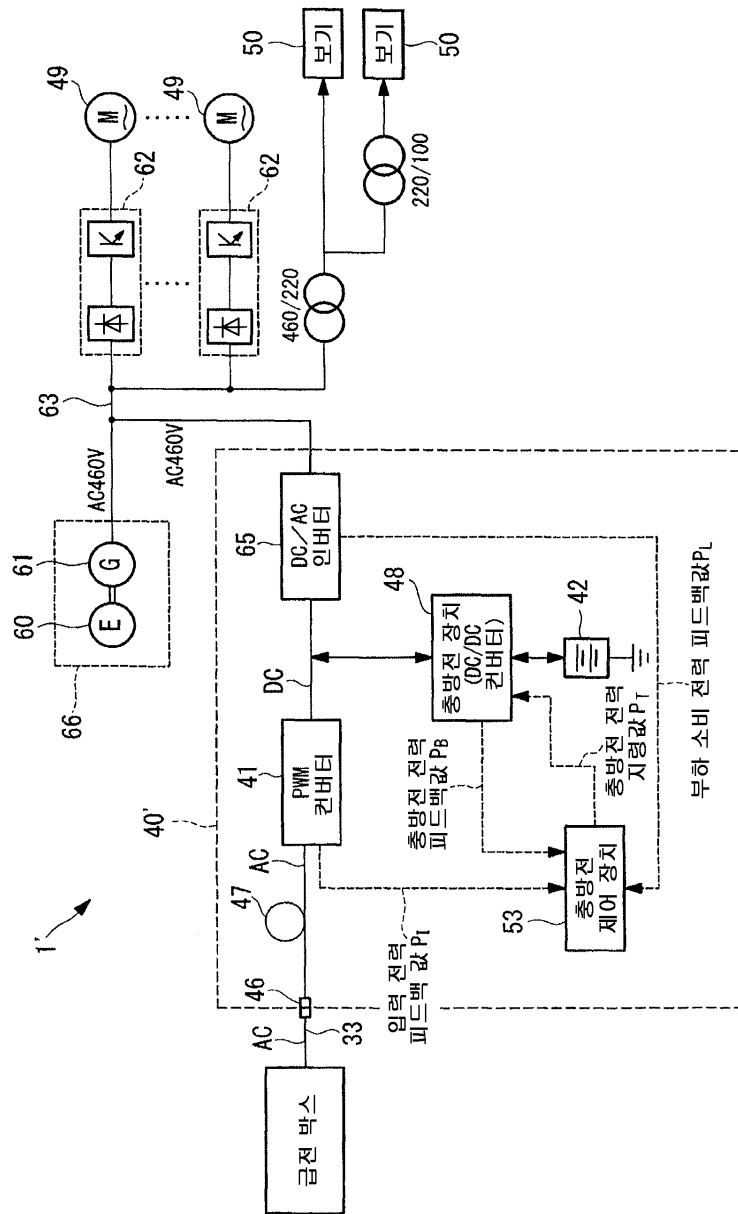 1'
급전 박스
AC
33
46
47
AC
40'
41
PWM
컨버터
DC
65
DC/AC
인버터
48
충방전 장치
(DC/DC
컨버터)
42
53
충방전
제어 장치
입력 전력
피드백 값 PI
충방전 전력
피드백값 PB
충방전 전력
지령값 PT
부하 소비 전력 피드백값 PL
66
60
61
E
G
AC460V
AC460V
63
62
62
49
M
49
M
460/220
220/100
50
보기
50
보기